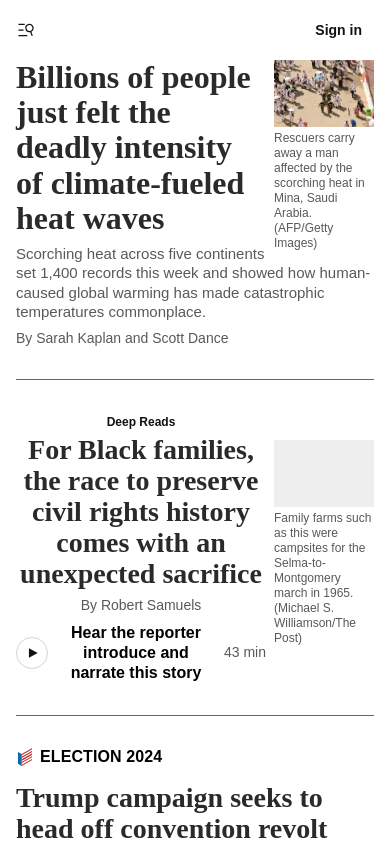 Sign in
Billions of people
just felt the
deadly intensity
of climate-fueled
heat waves
Rescuers carry
away a man
affected by the
scorching heat in
Mina, Saudi
Arabia.
(AFP/Getty
Images)
Scorching heat across five continents
set 1,400 records this week and showed how human-
caused global warming has made catastrophic
temperatures commonplace.
By Sarah Kaplan and Scott Dance
Deep Reads
For Black families,
the race to preserve
civil rights history
comes with an
unexpected sacrifice
By Robert Samuels
Hear the reporter
introduce and
narrate this story
43 min
Family farms such
as this were
campsites for the
Selma-to-
Montgomery
march in 1965.
(Michael S.
Williamson/The
Post)
ELECTION 2024
Trump campaign seeks to
head off convention revolt